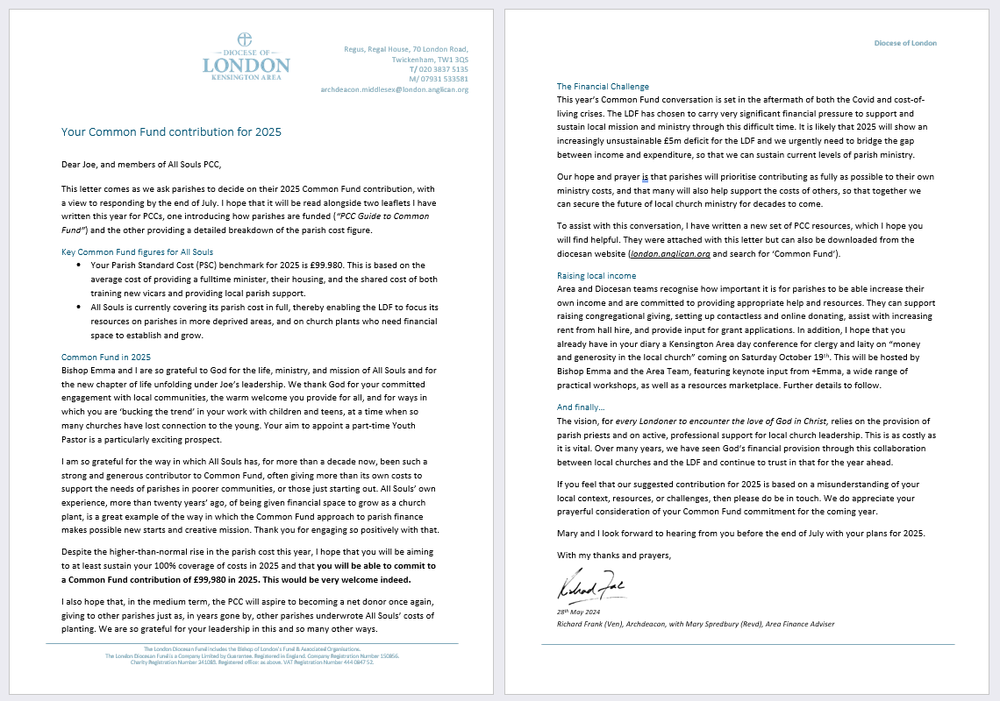 DIOCESE OF
LONDON
KENSINGTON AREA
Regus, Regal House, 70 London Road,
Twickenham, TW1 3QS
T/ 020 3837 5135
M/ 07931 533581
archdeacon.middlesex@london.anglican.org
Your Common Fund contribution for 2025
Dear Joe, and members of All Souls PCC,
This letter comes as we ask parishes to decide on their 2025 Common Fund contribution, with
a view to responding by the end of July. I hope that it will be read alongside two leaflets I have
written this year for PCCs, one introducing how parishes are funded (“PCC Guide to Common
Fund”) and the other providing a detailed breakdown of the parish cost figure.
Key Common Fund figures for All Souls
• Your Parish Standard Cost (PSC) benchmark for 2025 is £99.980. This is based on the
average cost of providing a fulltime minister, their housing, and the shared cost of both
training new vicars and providing local parish support.
• All Souls is currently covering its parish cost in full, thereby enabling the LDF to focus its
resources on parishes in more deprived areas, and on church plants who need financial
space to establish and grow.
Common Fund in 2025
Bishop Emma and I are so grateful to God for the life, ministry, and mission of All Souls and for
the new chapter of life unfolding under Joe’s leadership. We thank God for your committed
engagement with local communities, the warm welcome you provide for all, and for ways in
which you are ‘bucking the trend’ in your work with children and teens, at a time when so
many churches have lost connection to the young. Your aim to appoint a part-time Youth
Pastor is a particularly exciting prospect.
I am so grateful for the way in which All Souls has, for more than a decade now, been such a
strong and generous contributor to Common Fund, often giving more than its own costs to
support the needs of parishes in poorer communities, or those just starting out. All Souls’ own
experience, more than twenty years’ ago, of being given financial space to grow as a church
plant, is a great example of the way in which the Common Fund approach to parish finance
makes possible new starts and creative mission. Thank you for engaging so positively with that.
Despite the higher-than-normal rise in the parish cost this year, I hope that you will be aiming
to at least sustain your 100% coverage of costs in 2025 and that you will be able to commit to
a Common Fund contribution of £99,980 in 2025. This would be very welcome indeed.
I also hope that, in the medium term, the PCC will aspire to becoming a net donor once again,
giving to other parishes just as, in years gone by, other parishes underwrote All Souls’ costs of
planting. We are so grateful for your leadership in this and so many other ways.
The London Diocesan Fund includes the Bishop of London’s Fund & Associated Organisations.
The London Diocesan Fund is a Company Limited by Guarantee. Registered in England. Company Registration Number 150856.
Charity Registration Number 241083. Registered office: as above. VAT Registration Number 444 0847 52.
Diocese of London
The Financial Challenge
This year’s Common Fund conversation is set in the aftermath of both the Covid and cost-of-
living crises. The LDF has chosen to carry very significant financial pressure to support and
sustain local mission and ministry through this difficult time. It is likely that 2025 will show an
increasingly unsustainable £5m deficit for the LDF and we urgently need to bridge the gap
between income and expenditure, so that we can sustain current levels of parish ministry.
Our hope and prayer is that parishes will prioritise contributing as fully as possible to their own
ministry costs, and that many will also help support the costs of others, so that together we
can secure the future of local church ministry for decades to come.
To assist with this conversation, I have written a new set of PCC resources, which I hope you
will find helpful. They were attached with this letter but can also be downloaded from the
diocesan website (london.anglican.org and search for ‘Common Fund’).
Raising local income
Area and Diocesan teams recognise how important it is for parishes to be able increase their
own income and are committed to providing appropriate help and resources. They can support
raising congregational giving, setting up contactless and online donating, assist with increasing
rent from hall hire, and provide input for grant applications. In addition, I hope that you
already have in your diary a Kensington Area day conference for clergy and laity on “money
and generosity in the local church” coming on Saturday October 19th. This will be hosted by
Bishop Emma and the Area Team, featuring keynote input from +Emma, a wide range of
practical workshops, as well as a resources marketplace. Further details to follow.
And finally…
The vision, for every Londoner to encounter the love of God in Christ, relies on the provision of
parish priests and on active, professional support for local church leadership. This is as costly as
it is vital. Over many years, we have seen God’s financial provision through this collaboration
between local churches and the LDF and continue to trust in that for the year ahead.
If you feel that our suggested contribution for 2025 is based on a misunderstanding of your
local context, resources, or challenges, then please do be in touch. We do appreciate your
prayerful consideration of your Common Fund commitment for the coming year.
Mary and I look forward to hearing from you before the end of July with your plans for 2025.
With my thanks and prayers,
28th May 2024
Richard Frank (Ven), Archdeacon, with Mary Spredbury (Revd), Area Finance Adviser